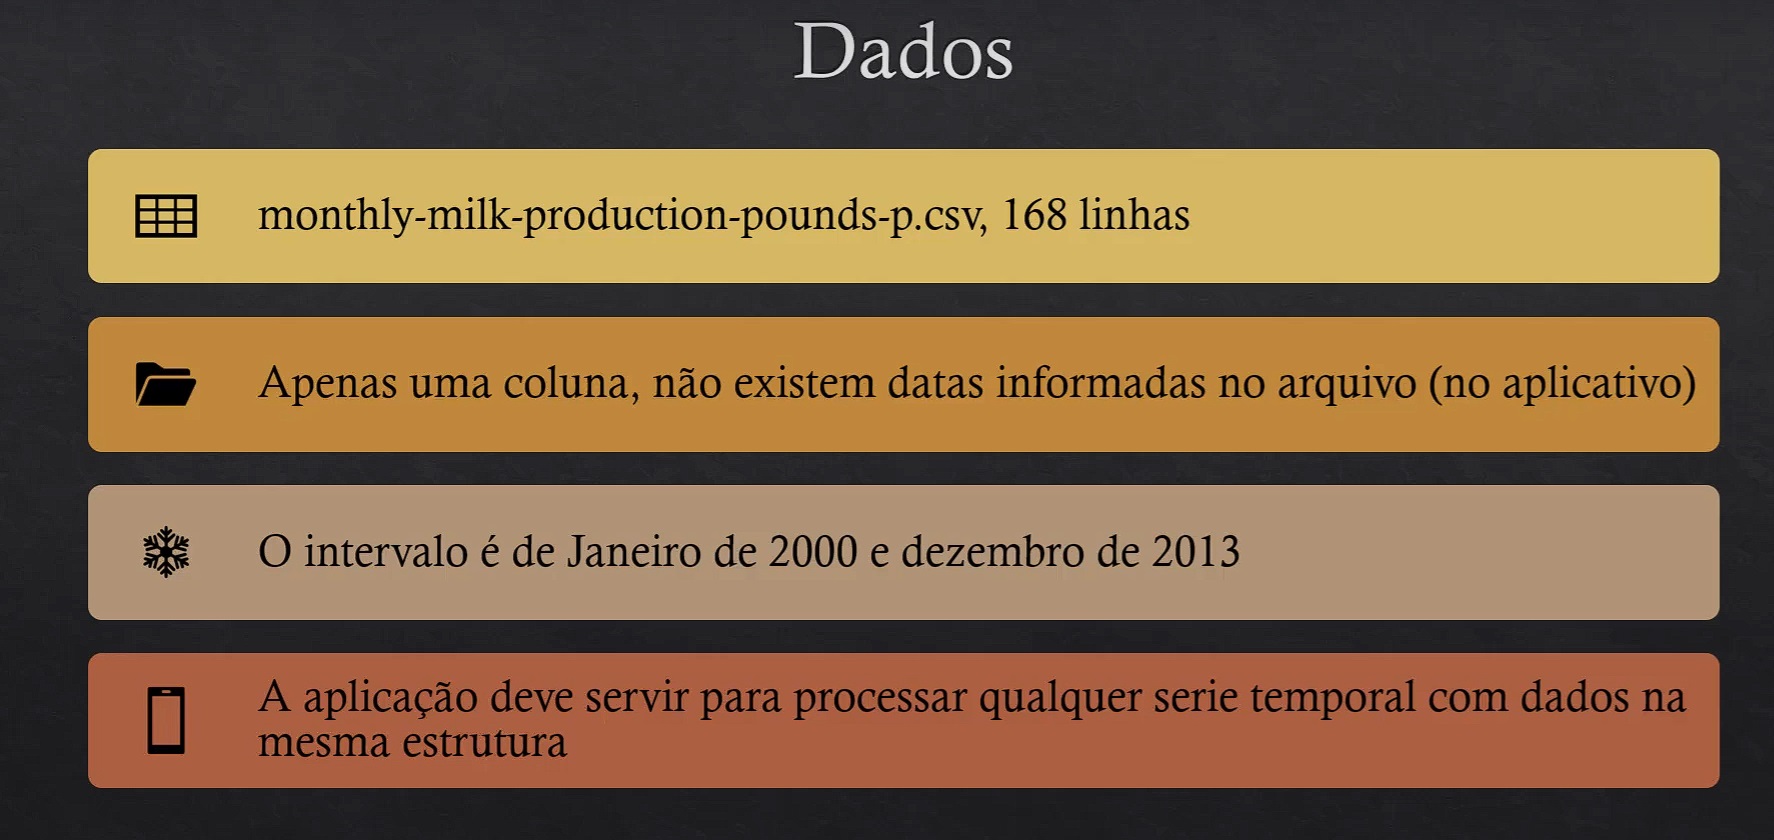 Dados
monthly-milk-production-pounds-p.csv, 168 linhas
Apenas uma coluna, não existem datas informadas no arquivo (no aplicativo)
O intervalo é de Janeiro de 2000 e dezembro de 2013
A aplicação deve servir para processar qualquer serie temporal com dados na
mesma estrutura